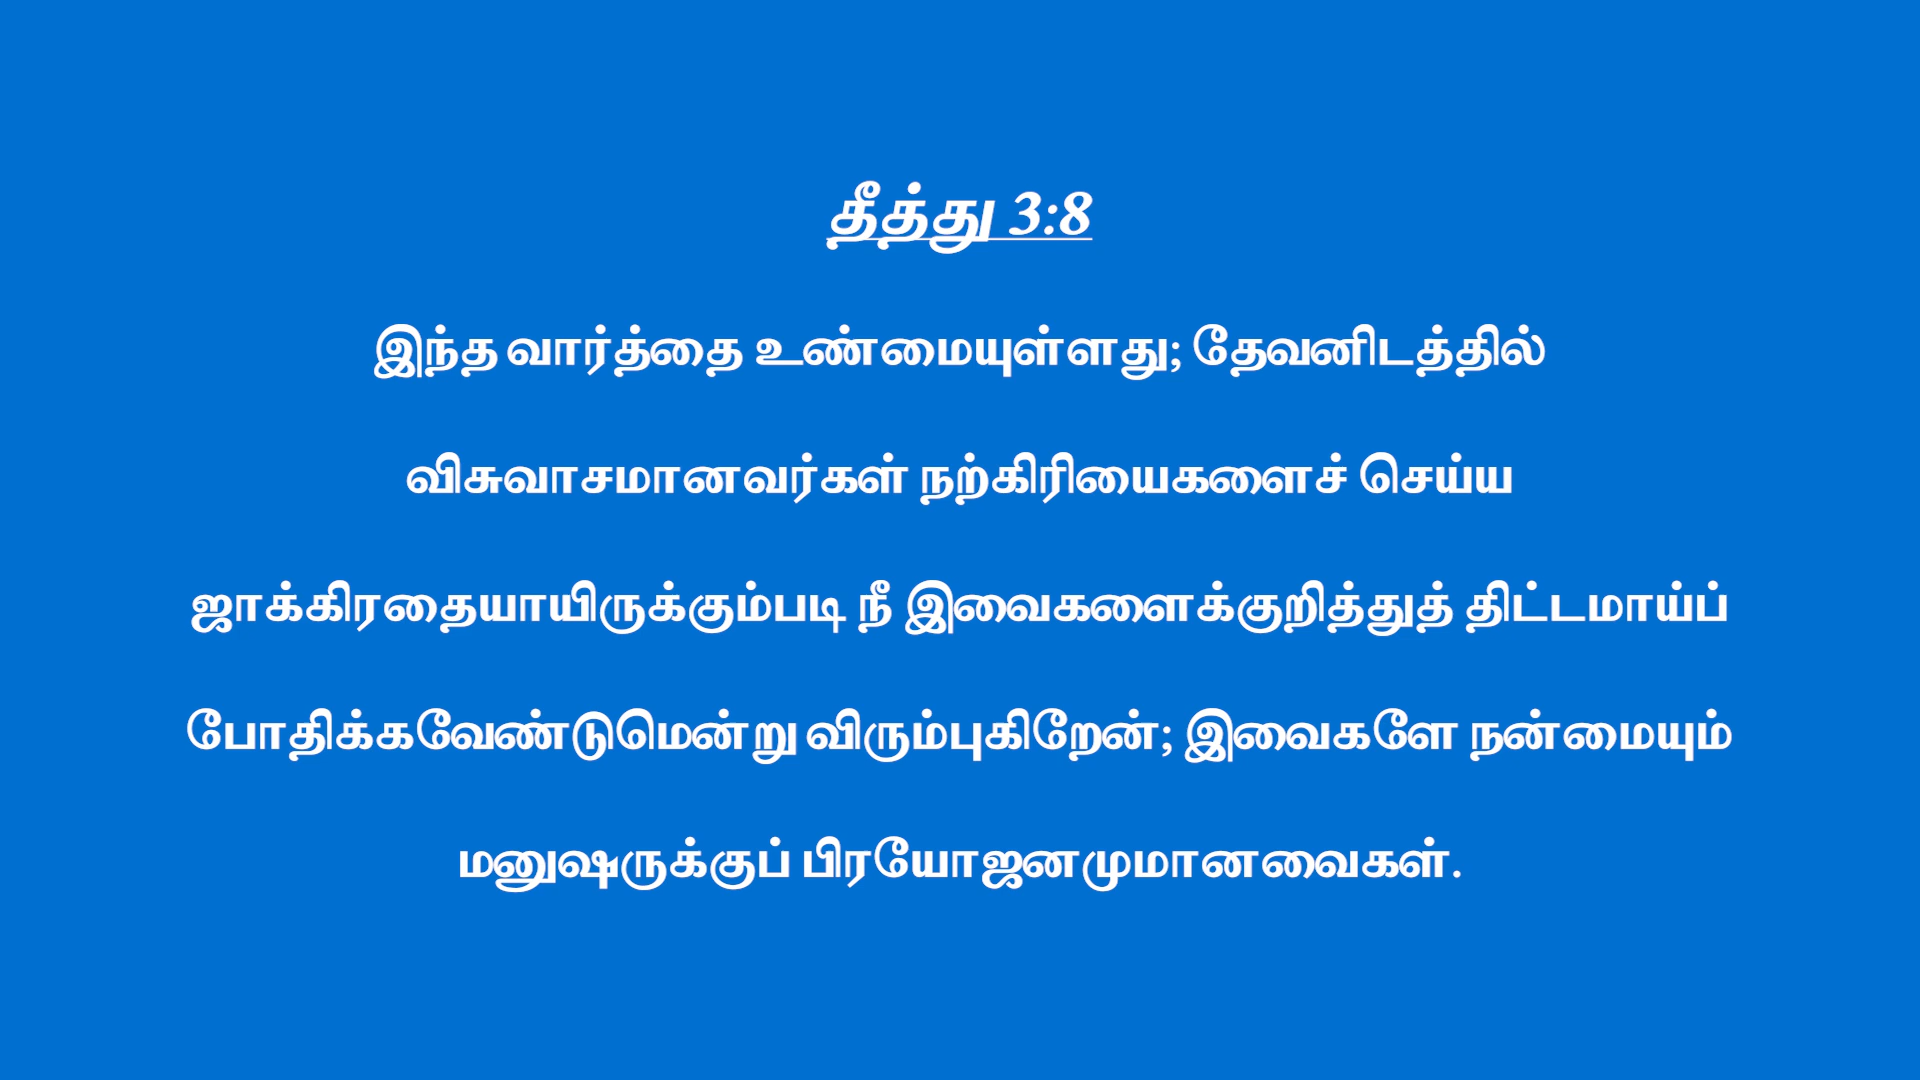 தீத்து 3:8
இந்த வார்த்தை உண்மையுள்ளது; தேவனிடத்தில்
விசுவாசமானவர்கள் நற்கிரியைகளைச் செய்ய
ஜாக்கிரதையாயிருக்கும்படி நீ இவைகளைக்குறித்துத் திட்டமாய்ப்
போதிக்கவேண்டுமென்று விரும்புகிறேன்; இவைகளே நன்மையும்
மனுஷருக்குப் பிரயோஜனமுமானவைகள்.